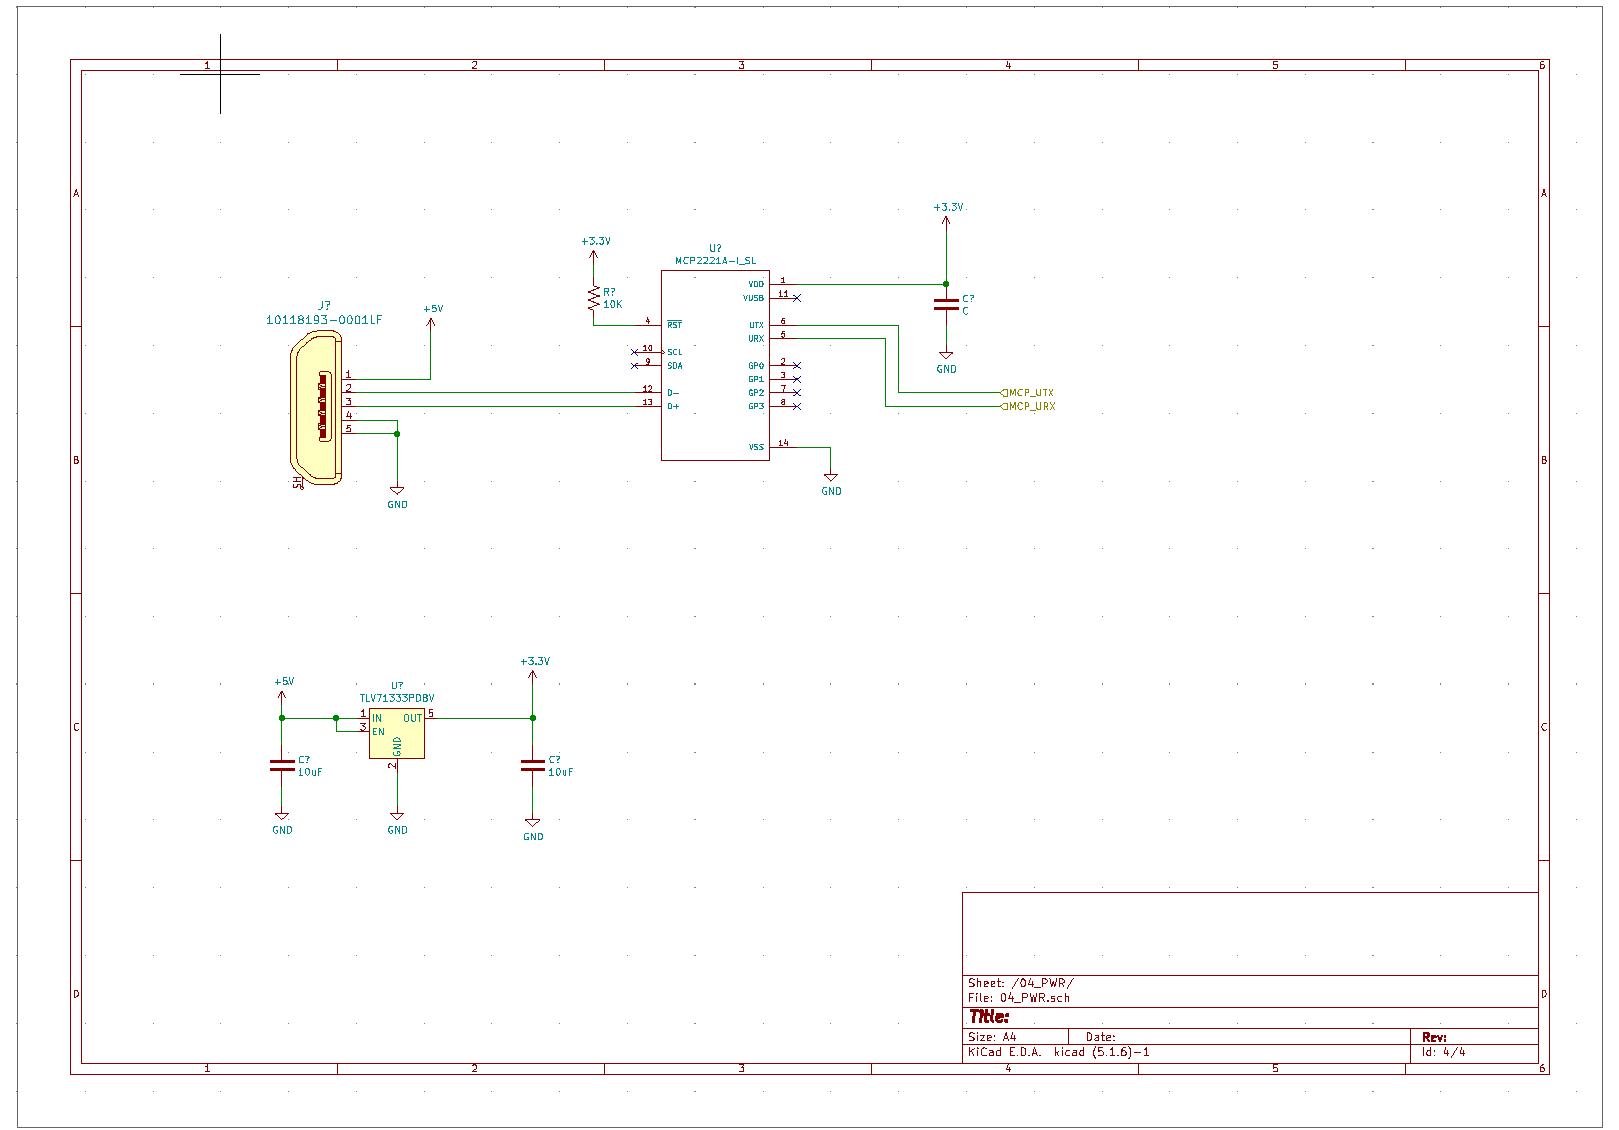 1 2 3 4 5 6
A A
+3.3V
+3.3V
U?
MCP2221A-I_SL
VDD 1
VUSB 11
R?
10K
C?
C
J?
10118193-0001LF
+5V
4 RST
UTX 6
URX 5
10 SCL
9 SDA
GP0 2
GP1 3
GP2 7
GP3 8
GND
1
2
3
4
5
12 D-
13 D+
MCP_UTX
MCP_URX
VSS 14
B B
SH
GND
GND
+3.3V
+5V
U?
TLV71333PDBV
1 IN OUT 5
3 EN
GND
2
C C
C?
10uF
C?
10uF
GND
GND
GND
Sheet: /04_PWR/
File: 04_PWR.sch
D D
Title:
Size: A4 Date: Rev:
KiCad E.D.A. kicad (5.1.6)-1 Id: 4/4
1 2 3 4 5 6